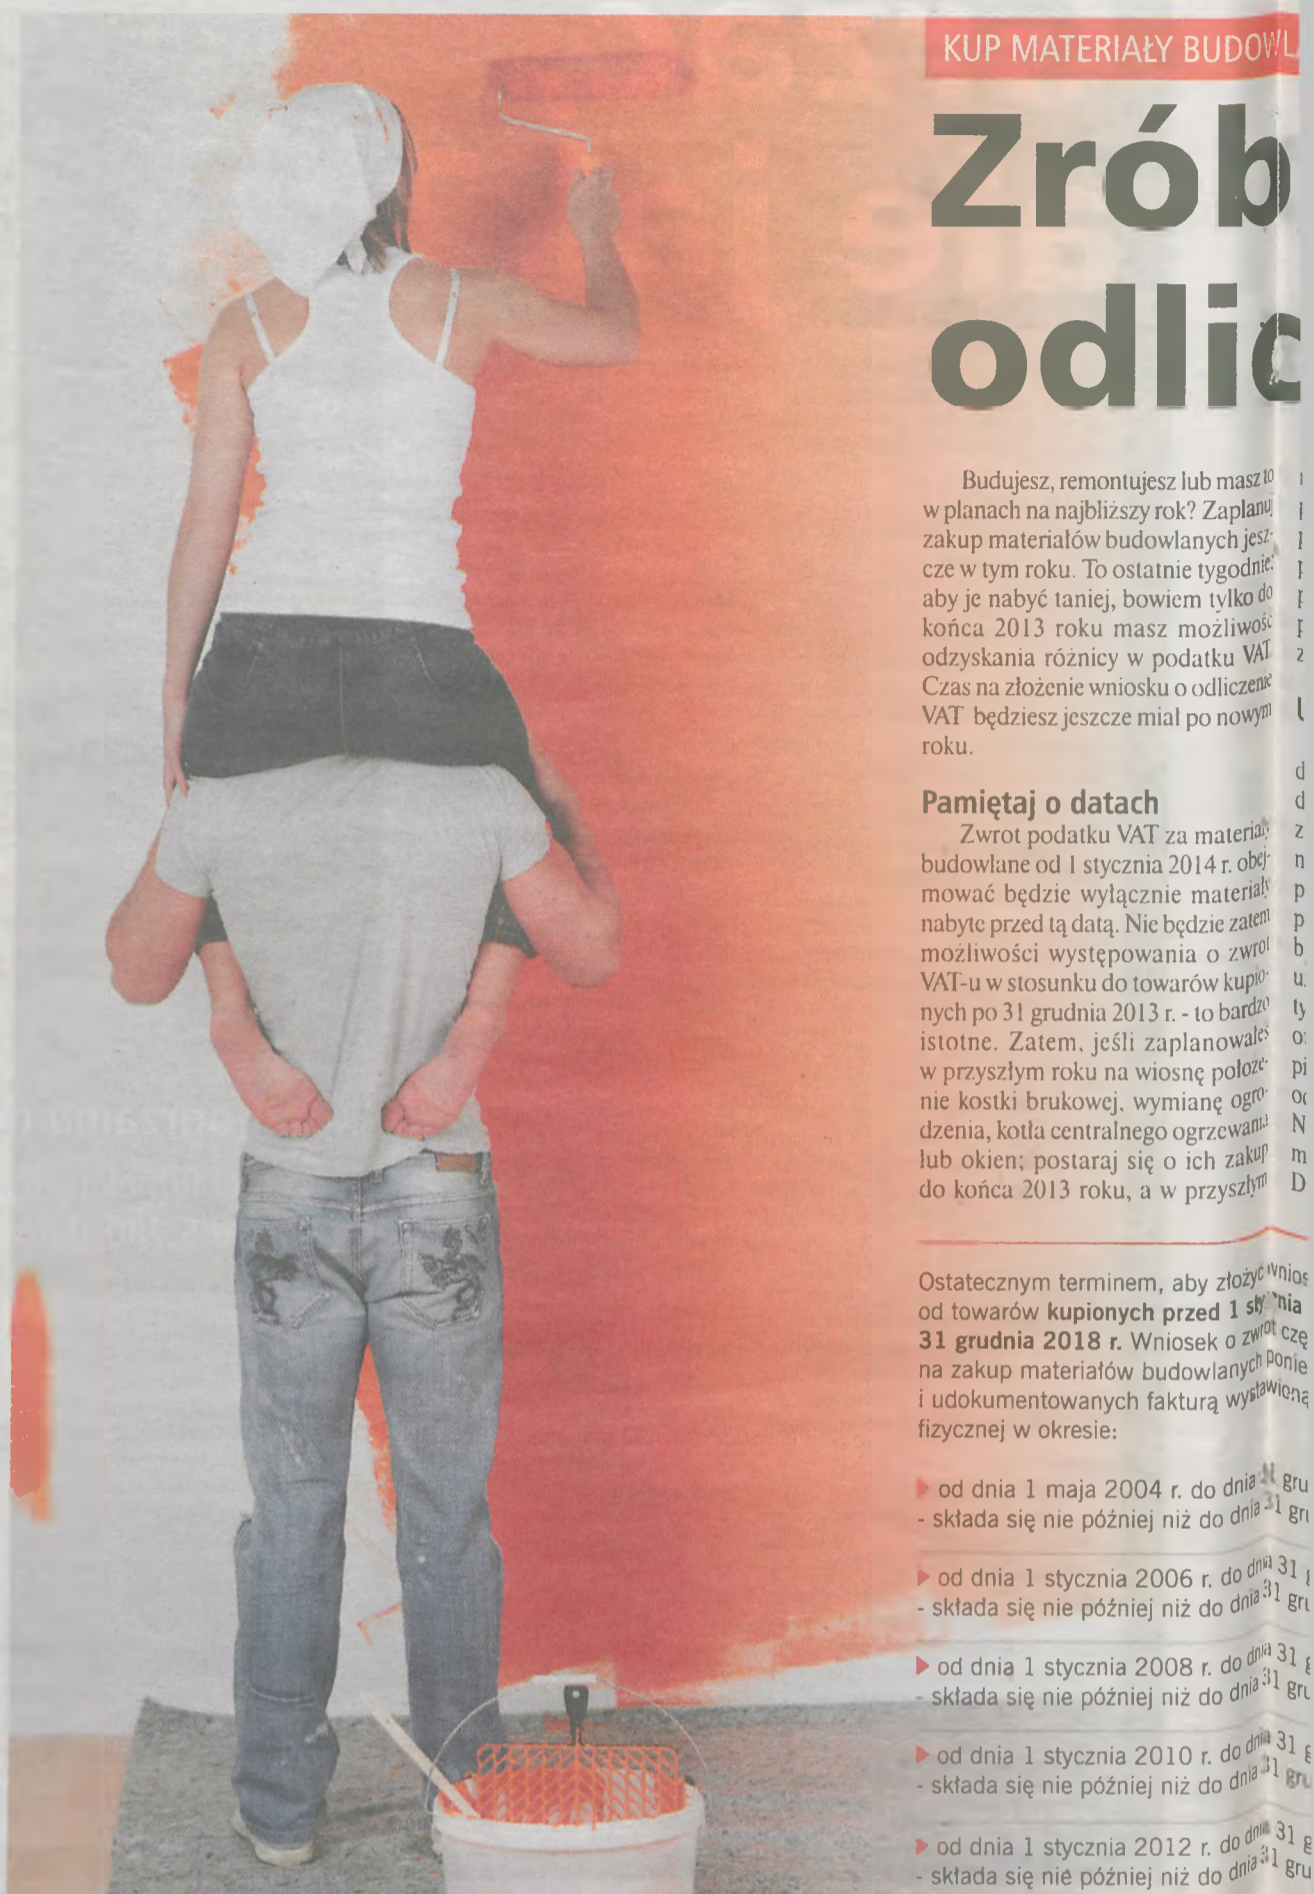 KUP MATERIAŁY BUDOWL
Zrób
odlic
Budujesz, remontujesz lub masz to
w planach na najbliższy rok? Zaplanuj
zakup materiałów budowlanych jesz-
cze w tym roku. To ostatnie tygodnie,
aby je nabyć taniej, bowiem tylko do
końca 2013 roku masz możliwość
odzyskania różnicy w podatku VAT.
Czas na złożenie wniosku o odliczenie
VAT będziesz jeszcze miał po nowym
roku.
Pamiętaj o datach
Zwrot podatku VAT za materiały
budowlane od 1 stycznia 2014 r. obej-
mować będzie wyłącznie materiały
nabyte przed tą datą. Nie będzie zatem
możliwości występowania o zwrot
VAT-u w stosunku do towarów kupio-
nych po 31 grudnia 2013 r. - to bardzo
istotne. Zatem, jeśli zaplanowałeś
w przyszłym roku na wiosnę położe-
nie kostki brukowej, wymianę ogro-
dzenia, kotła centralnego ogrzewania
lub okien; postaraj się o ich zakup
do końca 2013 roku, a w przyszłym
Ostatecznym terminem, aby złożyć wnios
od towarów kupionych przed 1 stycznia
31 grudnia 2018 r. Wniosek o zwrot czę
na zakup materiałów budowlanych ponie
i udokumentowanych fakturą wystawioną
fizycznej w okresie:
od dnia 1 maja 2004 r. do dnia 31 gru
- składa się nie później niż do dnia 31 gru
od dnia 1 stycznia 2006 r. do dnia 31 g
- składa się nie później niż do dnia 31 gru
od dnia 1 stycznia 2008 r. do dnia 31 g
- składa się nie później niż do dnia 31 gru
od dnia 1 stycznia 2010 r. do dnia 31 g
- składa się nie później niż do dnia 31 gru
od dnia 1 stycznia 2012 r. do dnia 31 g
- składa się nie później niż do dnia 31 gru